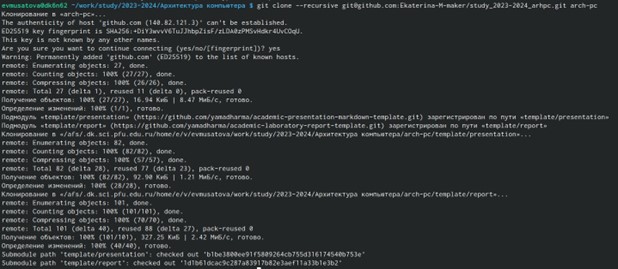 evmusatova@dk6n62 ~/work/study/2023-2024/Архитектура компьютера $ git clone --recursive git@github.com:Ekaterina-M-maker/study_2023-2024_arhpc.git arch-pc
Клонирование в «arch-pc»...
The authenticity of host 'github.com (140.82.121.3)' can't be established.
ED25519 key fingerprint is SHA256:+DiY3wvvV6TuJJhbpZisF/zLDA0zPMSvHdkr4UvCOqU.
This key is not known by any other names.
Are you sure you want to continue connecting (yes/no/[fingerprint])? yes
Warning: Permanently added 'github.com' (ED25519) to the list of known hosts.
remote: Enumerating objects: 27, done.
remote: Counting objects: 100% (27/27), done.
remote: Compressing objects: 100% (26/26), done.
remote: Total 27 (delta 1), reused 11 (delta 0), pack-reused 0
Получение объектов: 100% (27/27), 16.94 КиБ | 8.47 МиБ/с, готово.
Определение изменений: 100% (1/1), готово.
Подмодуль «template/presentation» (https://github.com/yamadharma/academic-presentation-markdown-template.git) зарегистрирован по пути «template/presentation»
Подмодуль «template/report» (https://github.com/yamadharma/academic-laboratory-report-template.git) зарегистрирован по пути «template/report»
Клонирование в «/afs/.dk.sci.pfu.edu.ru/home/e/v/evmusatova/work/study/2023-2024/Архитектура компьютера/arch-pc/template/presentation»...
remote: Enumerating objects: 82, done.
remote: Counting objects: 100% (82/82), done.
remote: Compressing objects: 100% (57/57), done.
remote: Total 82 (delta 28), reused 77 (delta 23), pack-reused 0
Получение объектов: 100% (82/82), 92.90 КиБ | 1.21 МиБ/с, готово.
Определение изменений: 100% (28/28), готово.
Клонирование в «/afs/.dk.sci.pfu.edu.ru/home/e/v/evmusatova/work/study/2023-2024/Архитектура компьютера/arch-pc/template/report»...
remote: Enumerating objects: 101, done.
remote: Counting objects: 100% (101/101), done.
remote: Compressing objects: 100% (70/70), done.
remote: Total 101 (delta 40), reused 88 (delta 27), pack-reused 0
Получение объектов: 100% (101/101), 327.25 КиБ | 2.42 МиБ/с, готово.
Определение изменений: 100% (40/40), готово.
Submodule path 'template/presentation': checked out 'b1be3800ee91f5809264cb755d316174540b753e'
Submodule path 'template/report': checked out '1d1b61dcac9c287a83917b82e3aef11a33b1e3b2'